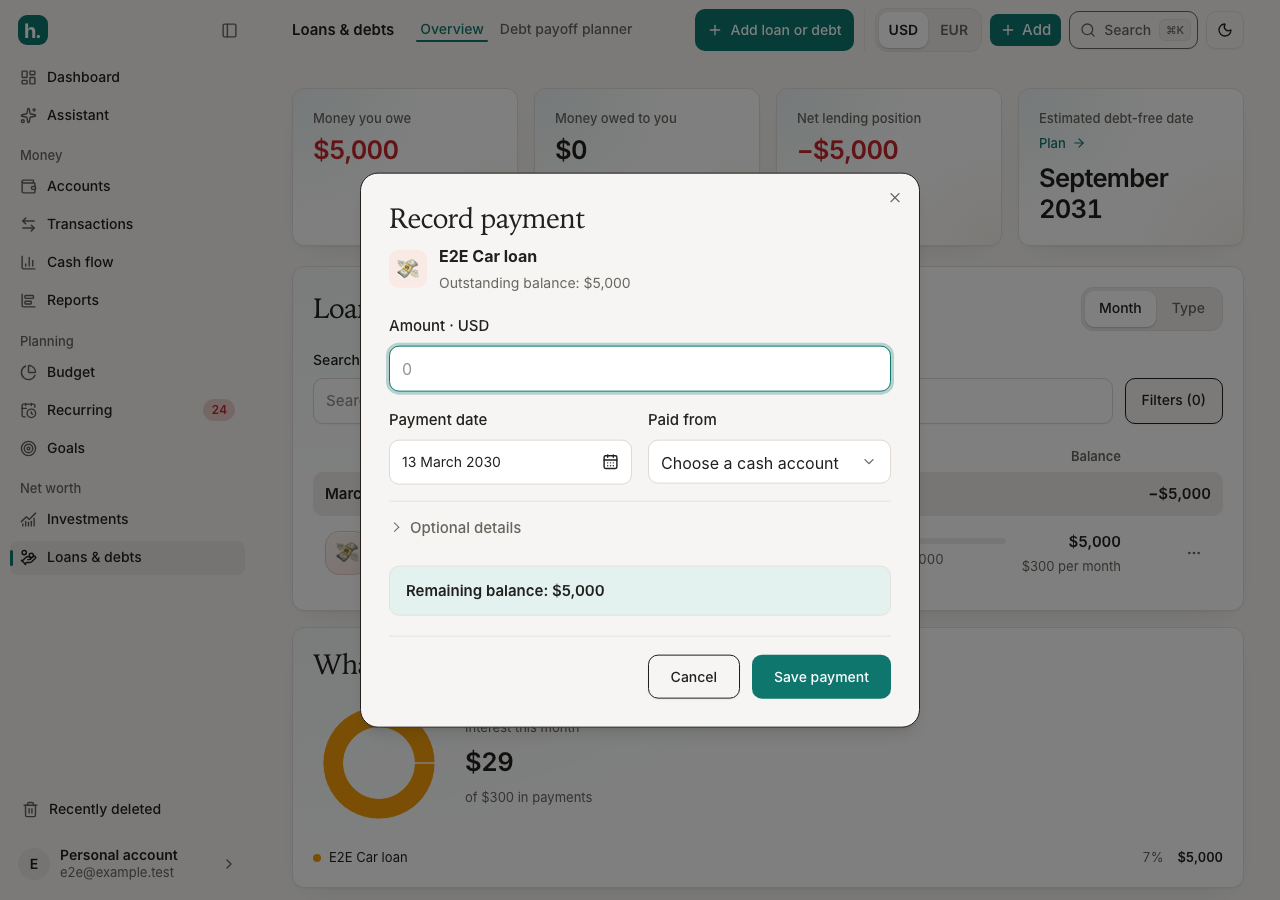 h.
Loans & debts
Overview
Debt payoff planner
Add loan or debt
USD
EUR
Add
Search
⌘K
Dashboard
Assistant
Money
Accounts
Transactions
Cash flow
Reports
Planning
Budget
Recurring
24
Goals
Net worth
Investments
Loans & debts
Recently deleted
E
Personal account
e2e@example.test
Money you owe
$5,000
Money owed to you
$0
Net lending position
−$5,000
Estimated debt-free date
Plan
September
2031
Month
Type
Search
Filters (0)
Balance
−$5,000
$5,000
$300 per month
Record payment
E2E Car loan
Outstanding balance: $5,000
Amount · USD
0
Payment date
Paid from
13 March 2030
Choose a cash account
Optional details
Remaining balance: $5,000
Cancel
Save payment
Interest this month
$29
of $300 in payments
E2E Car loan
7%
$5,000